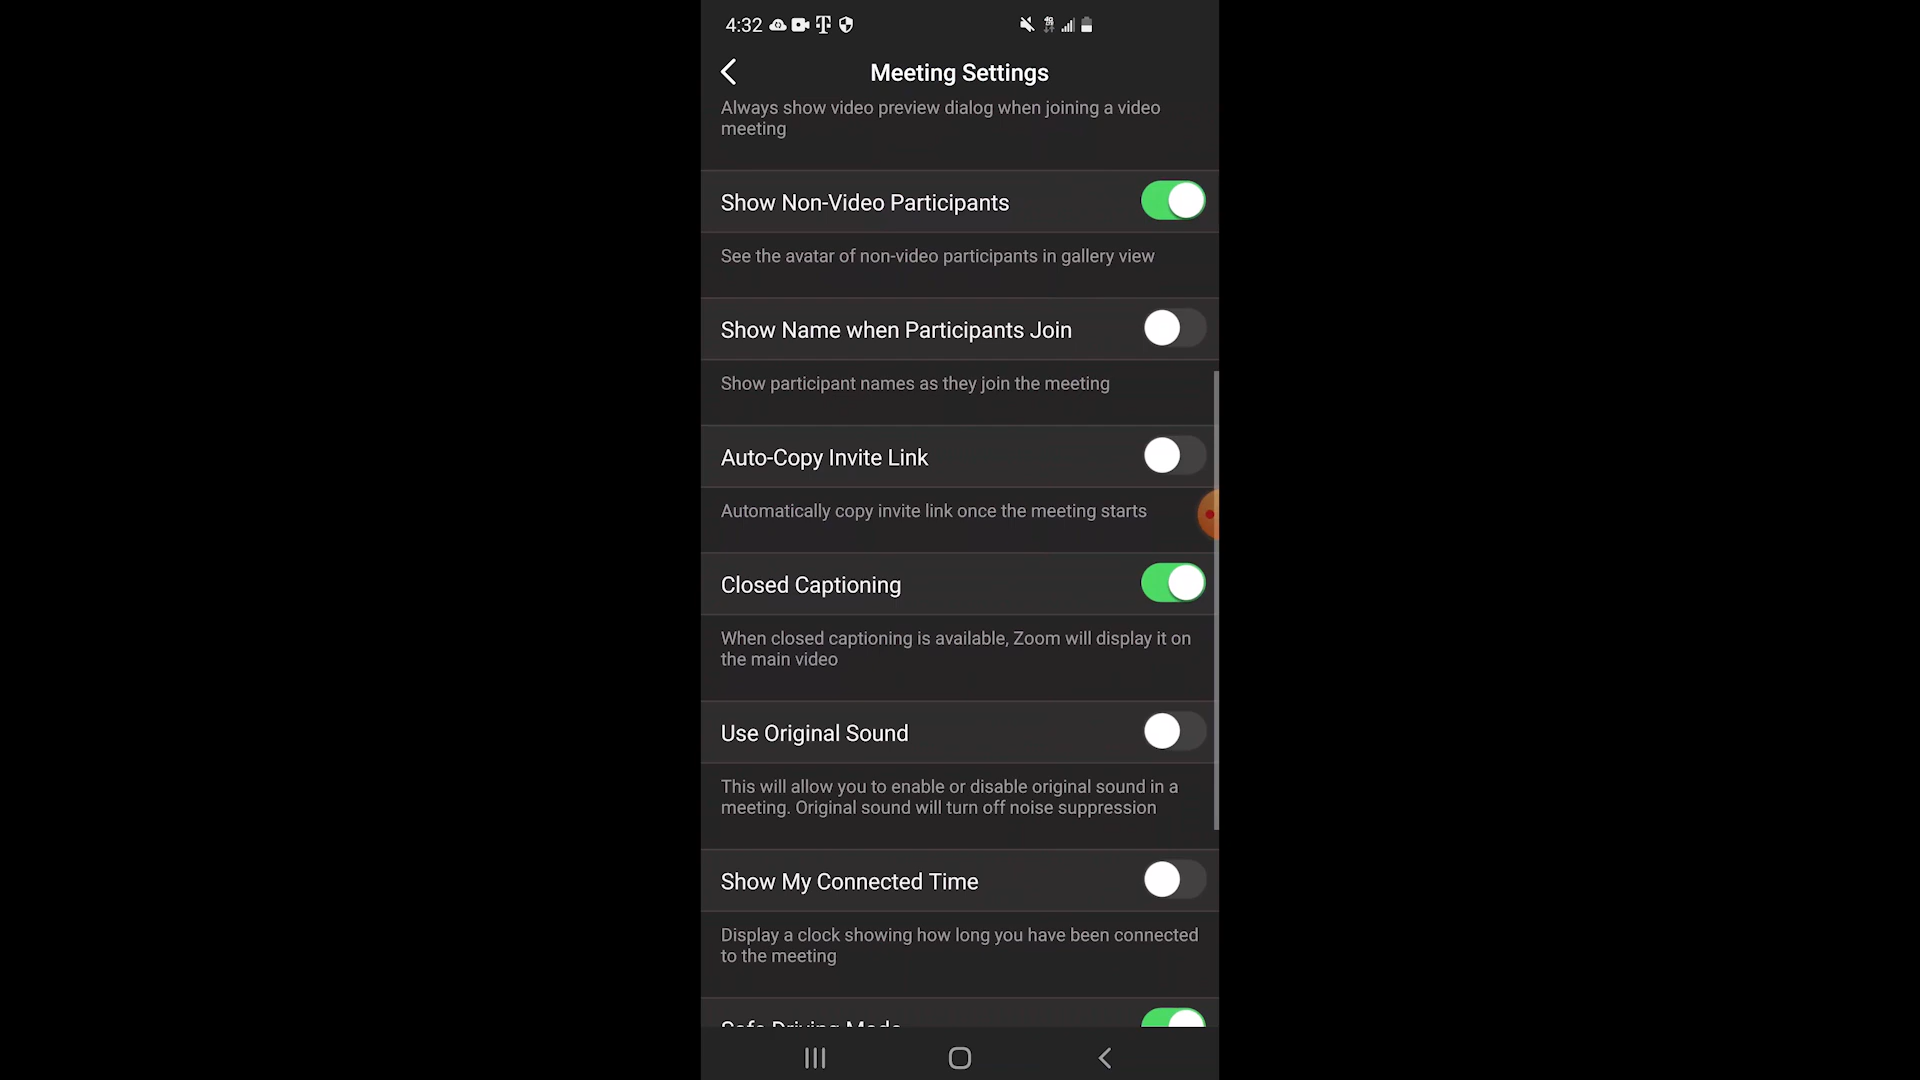 4:32
Meeting Settings
Always show video preview dialog when joining a video
meeting
Show Non-Video Participants
See the avatar of non-video participants in gallery view
Show Name when Participants Join
Show participant names as they join the meeting
Auto-Copy Invite Link
Automatically copy invite link once the meeting starts
Closed Captioning
When closed captioning is available, Zoom will display it on
the main video
Use Original Sound
This will allow you to enable or disable original sound in a
meeting. Original sound will turn off noise suppression
Show My Connected Time
Display a clock showing how long you have been connected
to the meeting
Safe Driving Mode